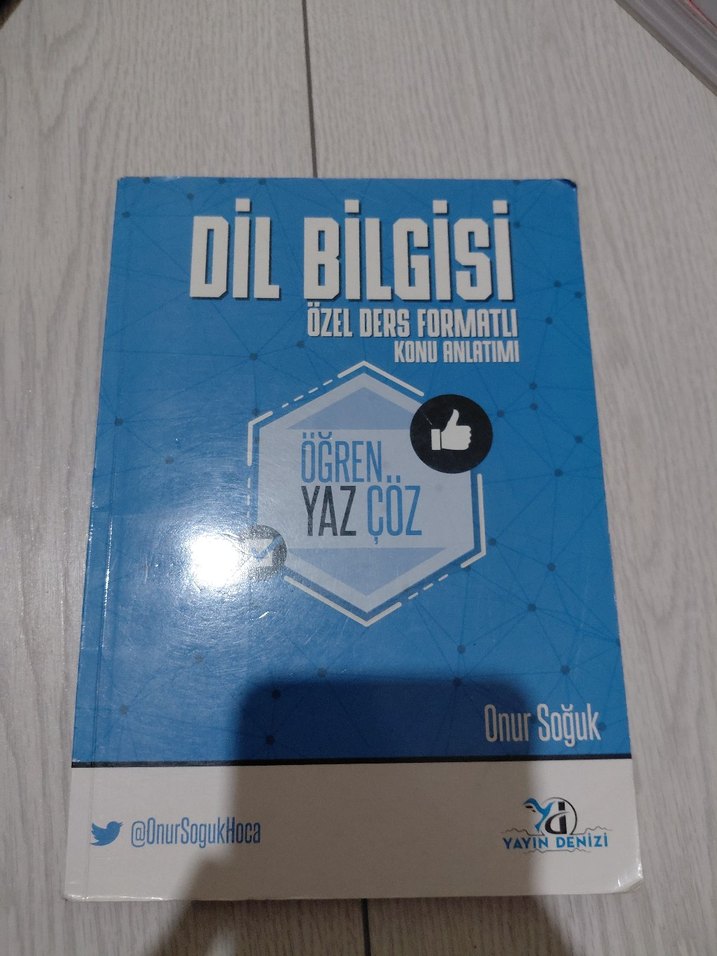 DİL BİLGİSİ
ÖZEL DERS FORMATLI
KONU ANLATIMI
ÖĞREN
YAZ ÇÖZ
Onur Soğuk
@OnurSogukHoca
YAYIN DENİZİ